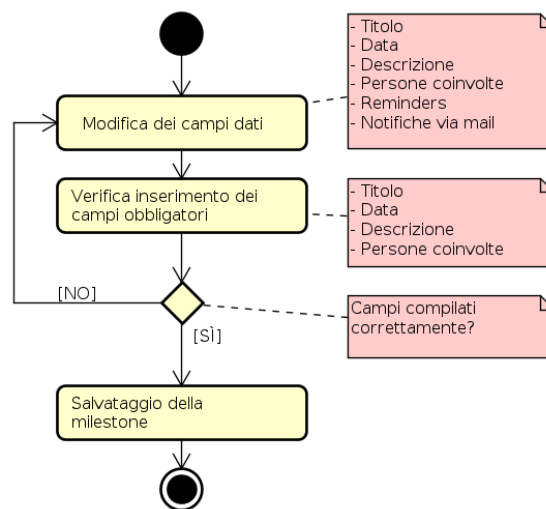 - Titolo
- Data
- Descrizione
- Persone coinvolte
- Reminders
- Notifiche via mail
Modifica dei campi dati
Verifica inserimento dei
campi obbligatori
- Titolo
- Data
- Descrizione
- Persone coinvolte
[NO]
Campi compilati
correttamente?
[SÌ]
Salvataggio della
milestone